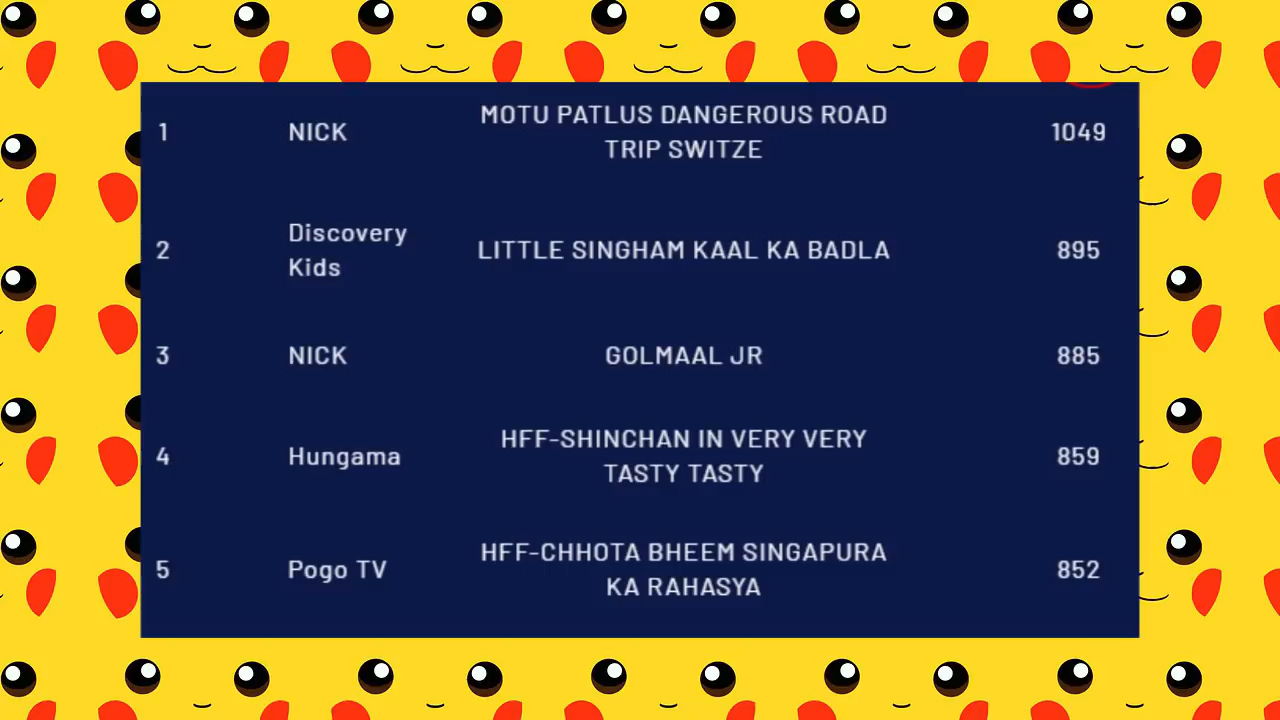 1 NICK MOTU PATLUS DANGEROUS ROAD 1049
TRIP SWITZE
2 Discovery LITTLE SINGHAM KAAL KA BADLA 895
Kids
3 NICK GOLMAAL JR 885
4 Hungama HFF-SHINCHAN IN VERY VERY 859
TASTY TASTY
5 Pogo TV HFF-CHHOTA BHEEM SINGAPURA 852
KA RAHASYA